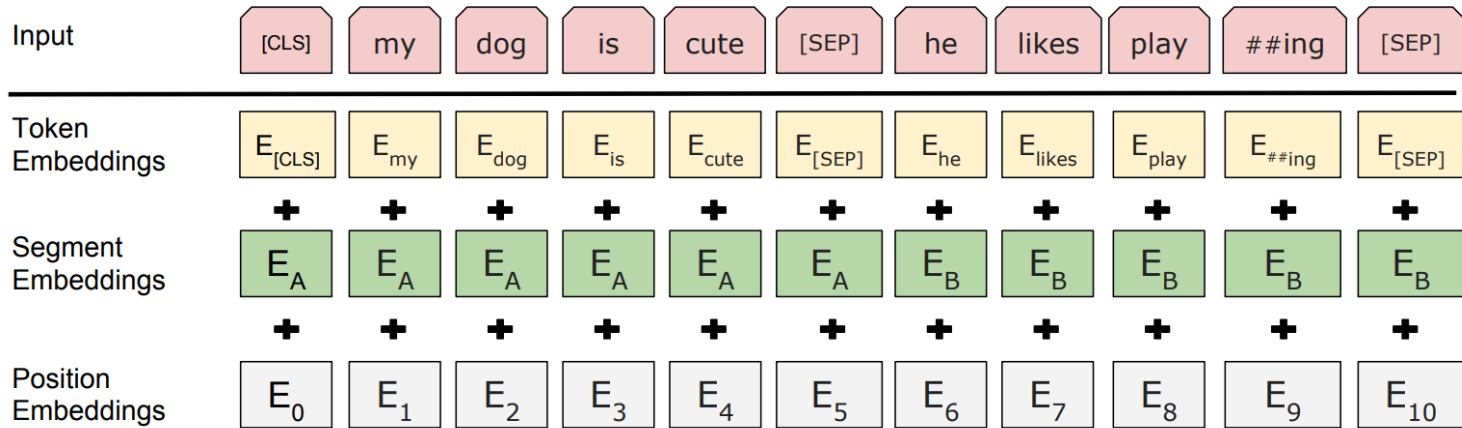 Input [CLS] my dog is cute [SEP] he likes play ##ing [SEP]
Token
Embeddings
E[CLS] Emy Edog Eis Ecute E[SEP] Ehe Elikes Eplay E##ing E[SEP]
+ + + + + + + + + + +
Segment
Embeddings
EA EA EA EA EA EA EB EB EB EB EB
+ + + + + + + + + + +
Position
Embeddings
E0 E1 E2 E3 E4 E5 E6 E7 E8 E9 E10